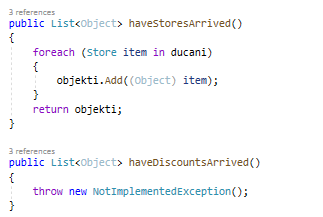 3 references
public List<Object> haveStoresArrived()
{
foreach (Store item in ducani)
{
objekti.Add((Object) item);
}
return objekti;
}
3 references
public List<Object> haveDiscountsArrived()
{
throw new NotImplementedException();
}